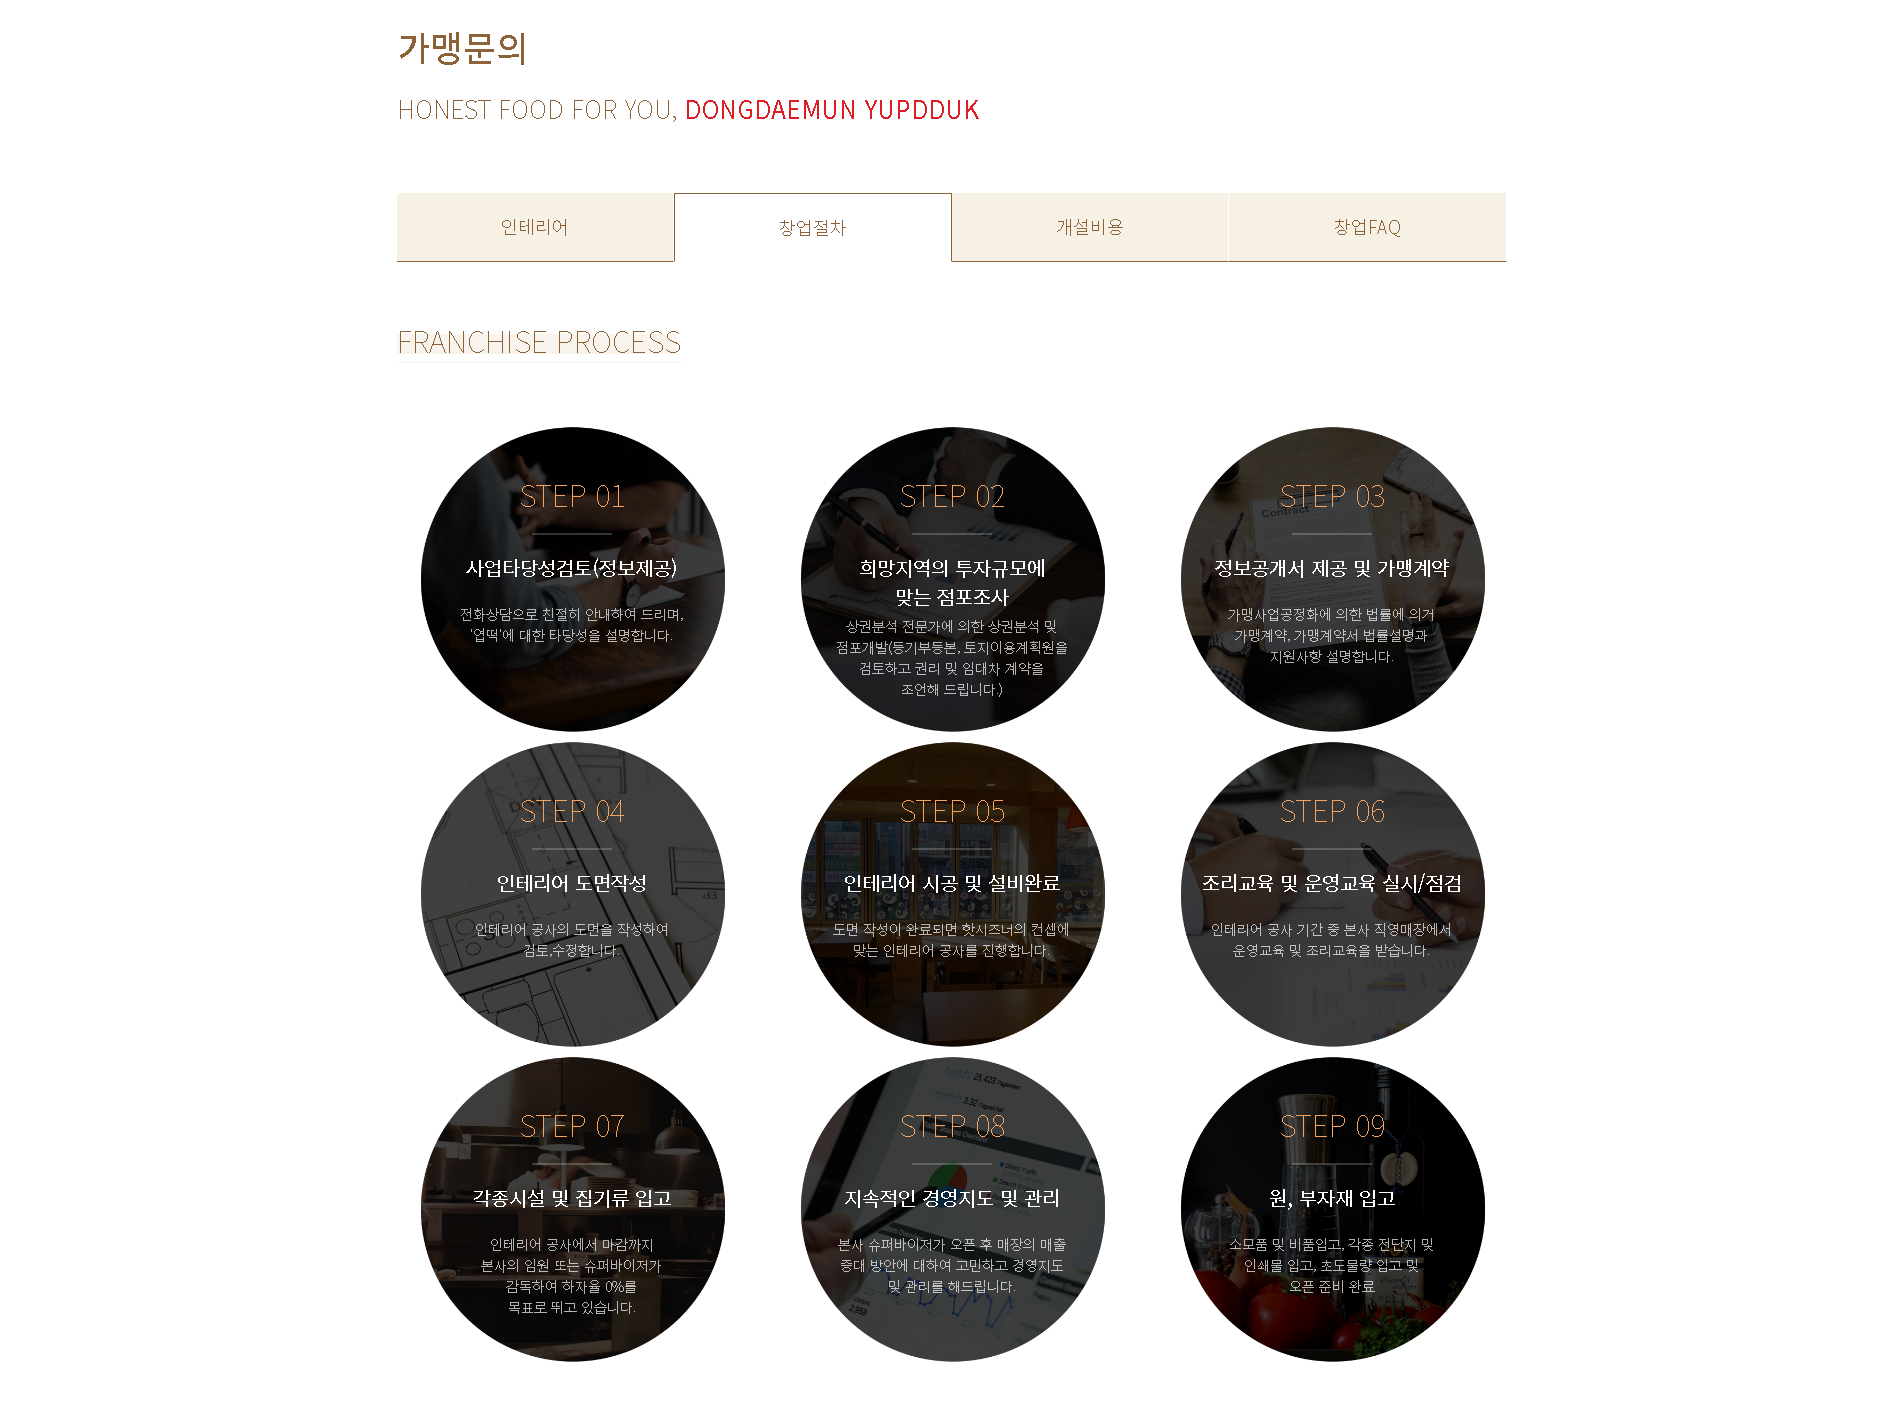 가맹문의
HONEST FOOD FOR YOU, DONGDAEMUN YUPDDUK
인테리어
창업절차
개설비용
창업FAQ
FRANCHISE PROCESS
STEP 01
사업타당성검토(정보제공)
전화상담으로 친절히 안내하여 드리며,
'엽떡'에 대한 타당성을 설명합니다.
STEP 02
희망지역의 투자규모에
맞는 점포조사
상권분석 전문가에 의한 상권분석 및
점포개발(등기부등본, 토지이용계획원을
검토하고 권리 및 임대차 계약을
조언해 드립니다.)
STEP 03
Contract
정보공개서 제공 및 가맹계약
가맹사업공정화에 의한 법률에 의거
가맹계약, 가맹계약서 법률설명과
지원사항 설명합니다.
STEP 04
인테리어 도면작성
인테리어 공사의 도면을 작성하여
검토,수정합니다.
STEP 05
인테리어 시공 및 설비완료
도면 작성이 완료되면 핫시즈너의 컨셉에
맞는 인테리어 공사를 진행합니다.
STEP 06
조리교육 및 운영교육 실시/점검
인테리어 공사 기간 중 본사 직영매장에서
운영교육 및 조리교육을 받습니다.
STEP 07
각종시설 및 집기류 입고
인테리어 공사에서 마감까지
본사의 임원 또는 슈퍼바이저가
감독하여 하자율 0%를
목표로 뛰고 있습니다.
25,423 Pageviews
3.32 Pages/Visit
STEP 08
Direct Traffic
지속적인 경영지도 및 관리
본사 슈퍼바이저가 오픈 후 매장의 매출
증대 방안에 대하여 고민하고 경영지도
및 관리를 해드립니다.
Visitors
2,958
STEP 09
원, 부자재 입고
소모품 및 비품입고, 각종 전단지 및
인쇄물 입고, 초도물량 입고 및
오픈 준비 완료